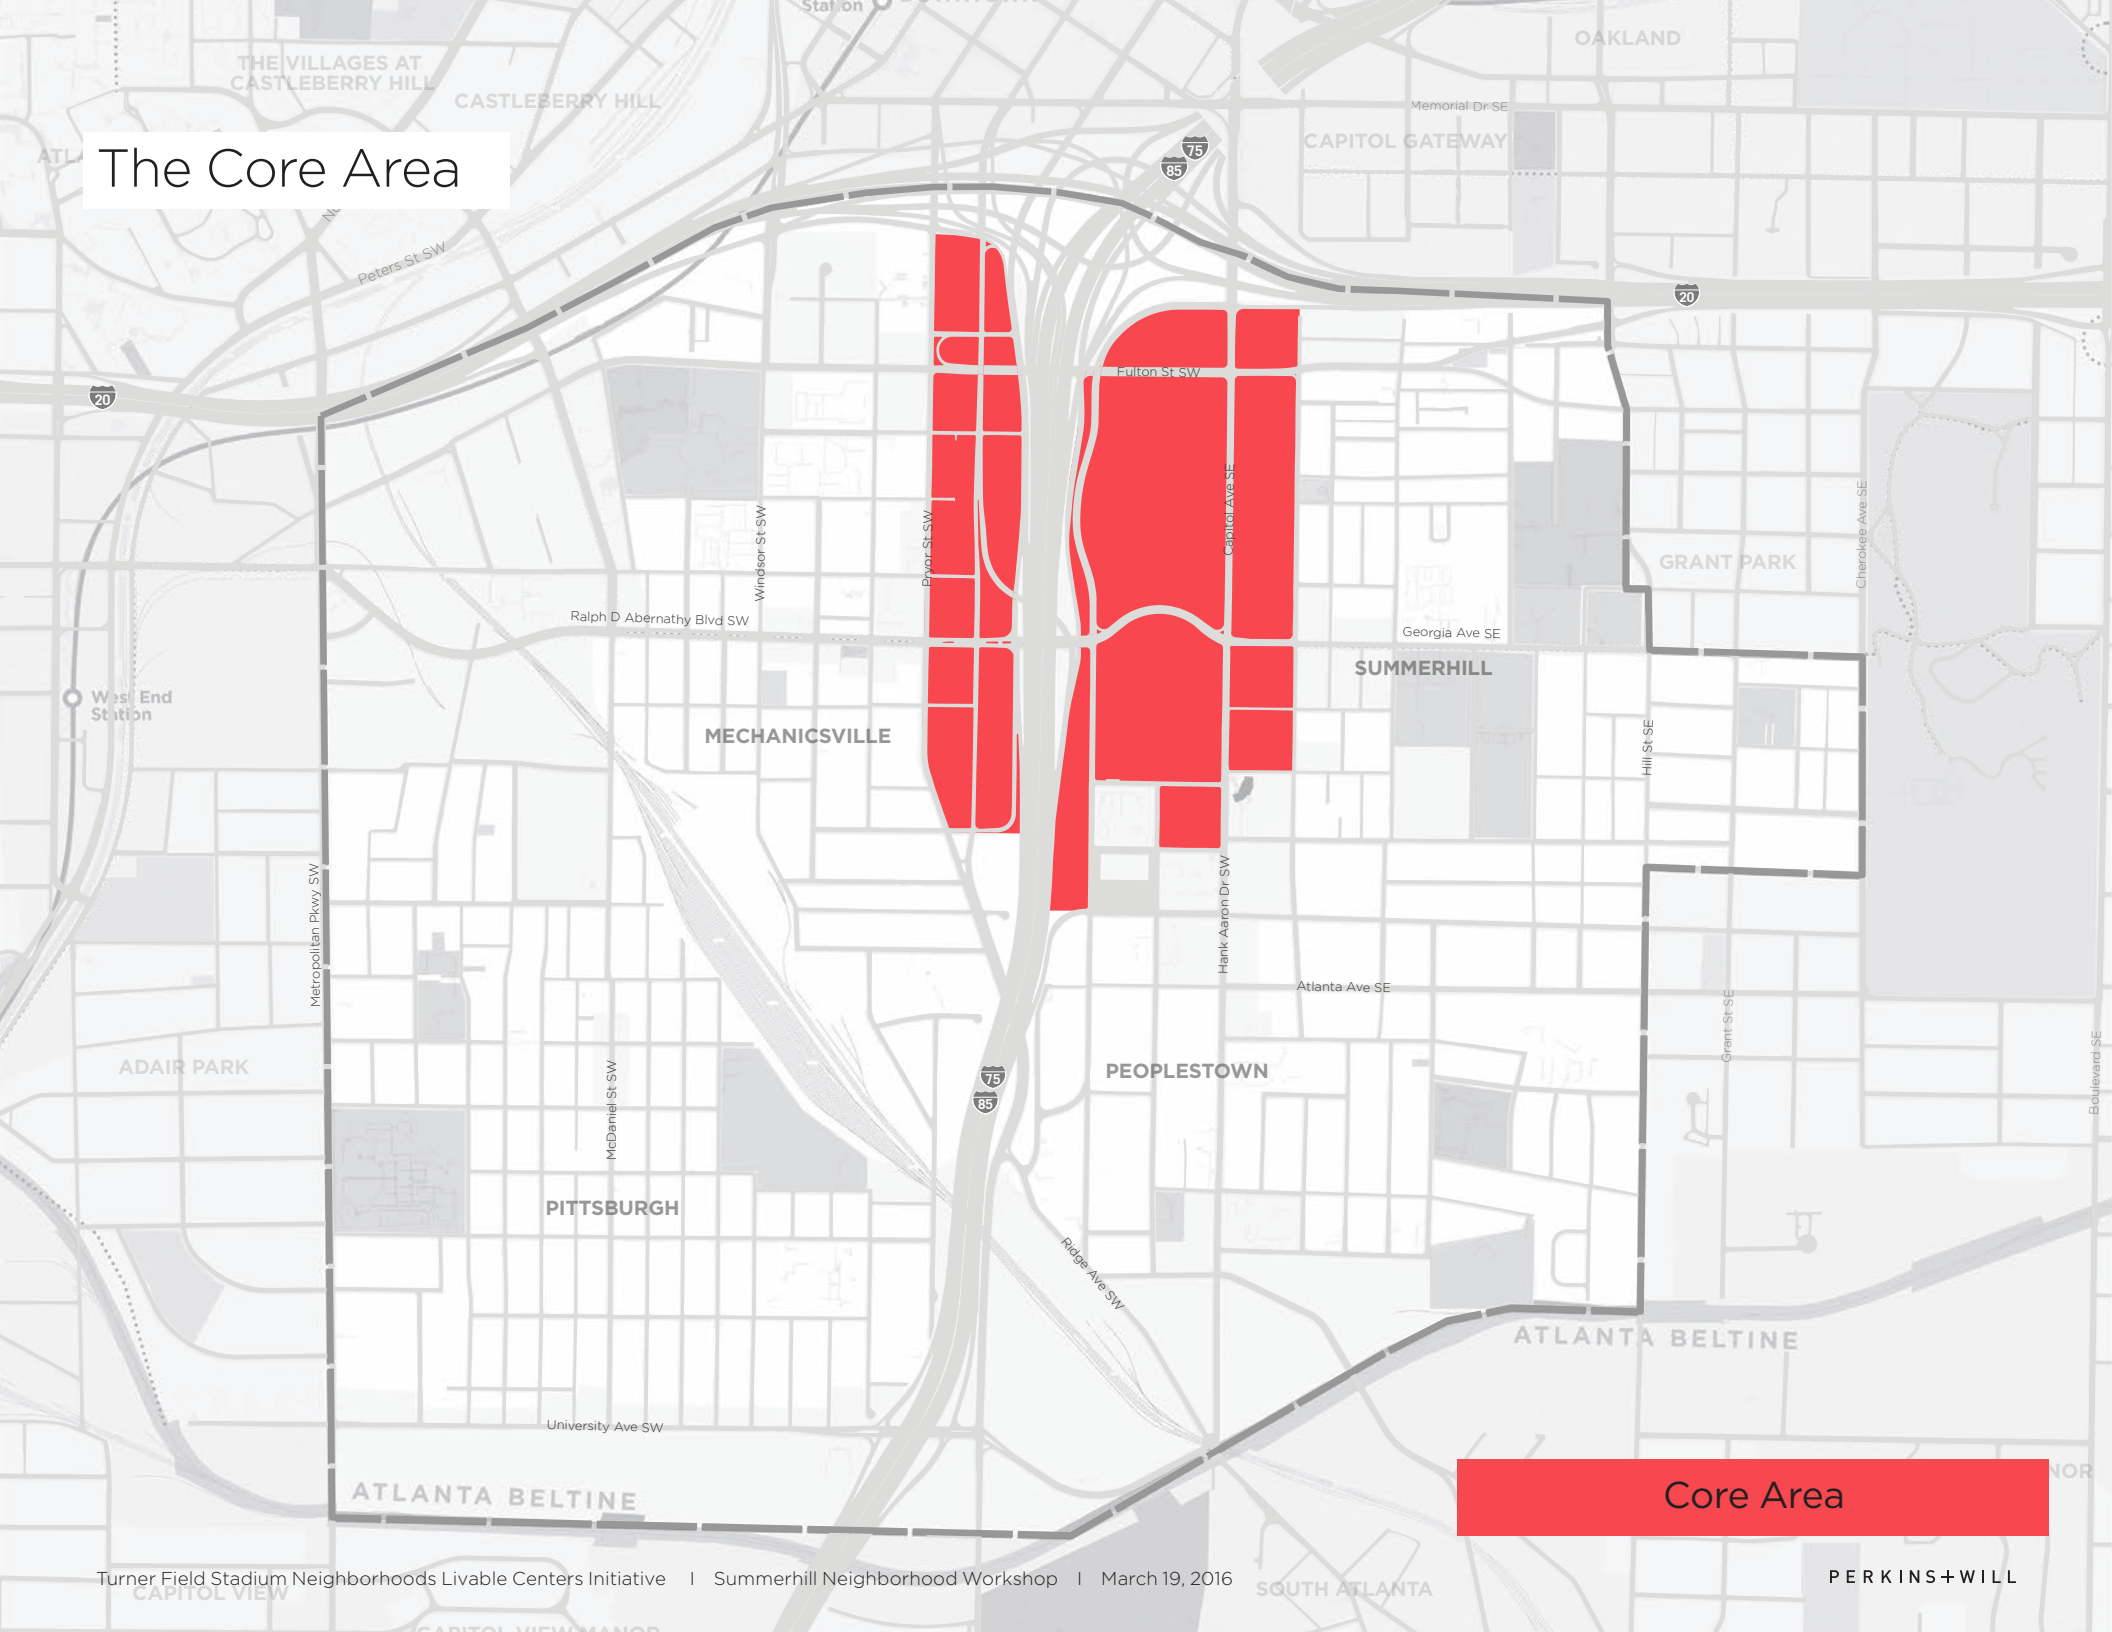 Station
THE VILLAGES AT
CASTLEBERRY HILL
CASTLEBERRY HILL
OAKLAND
Memorial Dr SE
CAPITOL GATEWAY
75
85
The Core Area
Peters St SW
20
20
Fulton St SW
Capitol Ave SE
Pryor St SW
Windsor St SW
Cherokee Ave SE
GRANT PARK
Ralph D Abernathy Blvd SW
Georgia Ave SE
SUMMERHILL
West End
Station
MECHANICSVILLE
Hill St SE
Metropolitan Pkwy SW
Hank Aaron Dr SW
Atlanta Ave SE
Grant St SE
Boulevard SE
ADAIR PARK
McDaniel St SW
75
85
PEOPLESTOWN
PITTSBURGH
Ridge Ave SW
ATLANTA BELTINE
University Ave SW
ATLANTA BELTINE
Core Area
Turner Field Stadium Neighborhoods Livable Centers Initiative | Summerhill Neighborhood Workshop | March 19, 2016
PERKINS+WILL
CAPITOL VIEW
SOUTH ATLANTA
CAPITOL VIEW MANOR